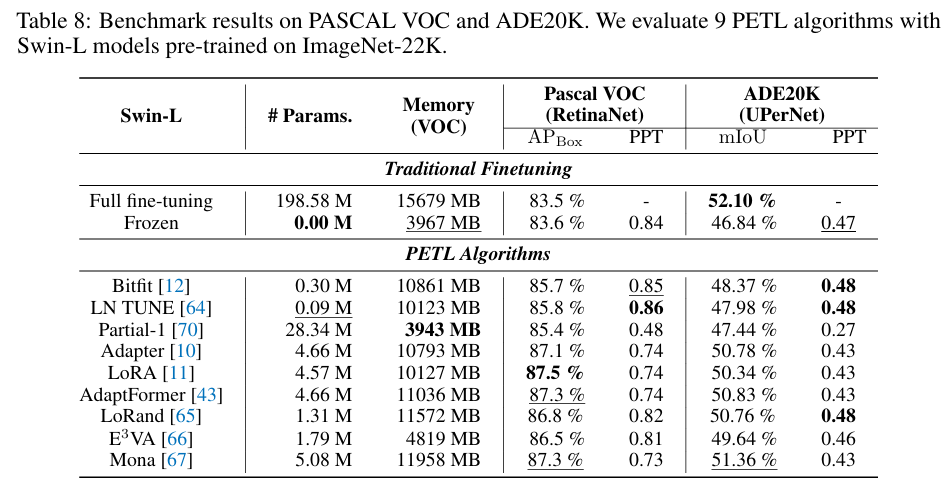 Table 8: Benchmark results on PASCAL VOC and ADE20K. We evaluate 9 PETL algorithms with
Swin-L models pre-trained on ImageNet-22K.
Swin-L # Params. Memory (VOC) Pascal VOC (RetinaNet) ADE20K (UPerNet)
AP_Box PPT mIoU PPT
Traditional Finetuning
Full fine-tuning 198.58 M 15679 MB 83.5 % - 52.10 % -
Frozen 0.00 M 3967 MB 83.6 % 0.84 46.84 % 0.47
PETL Algorithms
Bitfit [12] 0.30 M 10861 MB 85.7 % 0.85 48.37 % 0.48
LN TUNE [64] 0.09 M 10123 MB 85.8 % 0.86 47.98 % 0.48
Partial-1 [70] 28.34 M 3943 MB 85.4 % 0.48 47.44 % 0.27
Adapter [10] 4.66 M 10793 MB 87.1 % 0.74 50.78 % 0.43
LoRA [11] 4.57 M 10127 MB 87.5 % 0.74 50.34 % 0.43
AdaptFormer [43] 4.66 M 11036 MB 87.3 % 0.74 50.83 % 0.43
LoRand [65] 1.31 M 11572 MB 86.8 % 0.82 50.76 % 0.48
E³VA [66] 1.79 M 4819 MB 86.5 % 0.81 49.64 % 0.46
Mona [67] 5.08 M 11958 MB 87.3 % 0.73 51.36 % 0.43